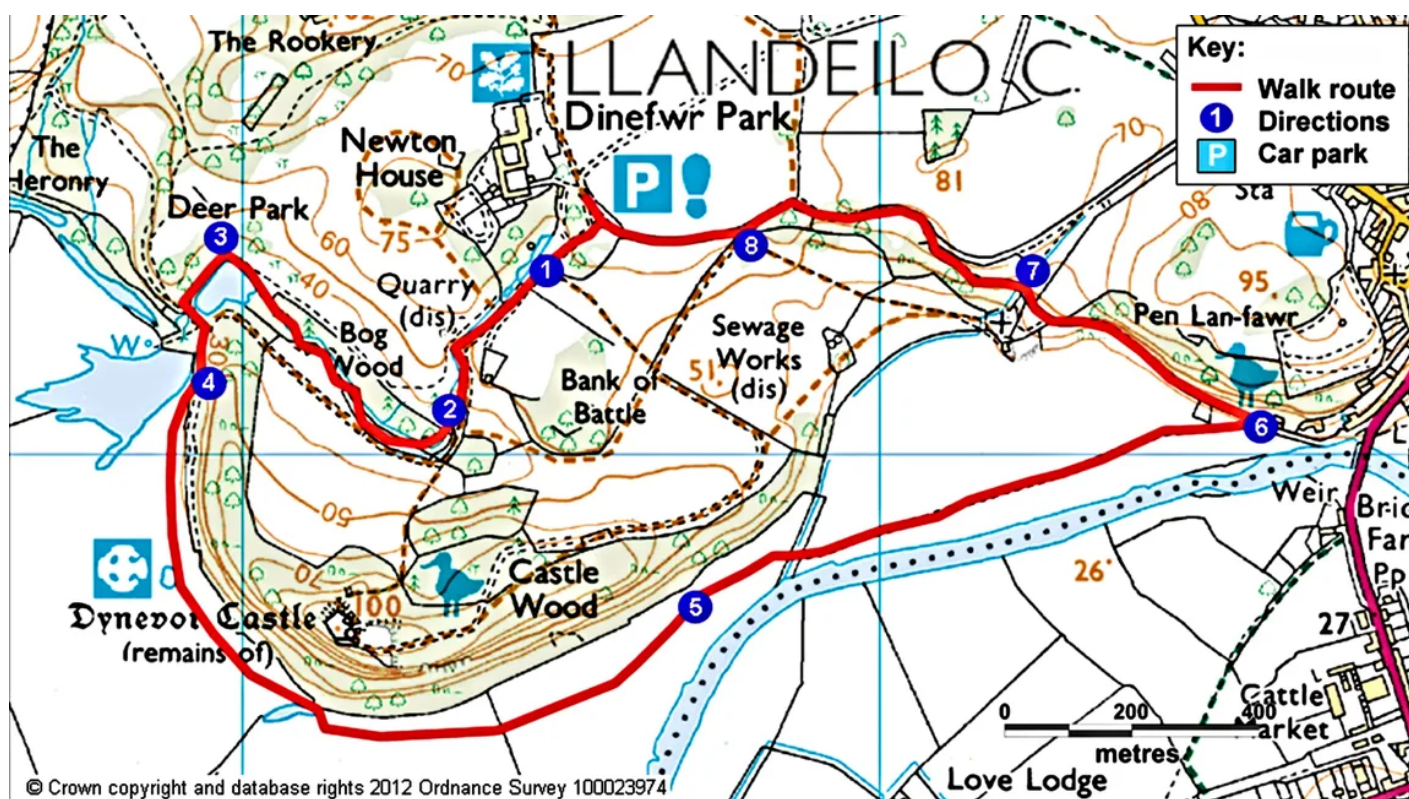 The Rookery
70
LLANDEILO C.
Dinefwr Park
Key:
Walk route
1
Directions
P
Car park
The
Heronry
Newton
House
75
P
!
81
70
80
Sta
Deer Park
3
60
40
Quarry
(dis)
1
8
7
95
Pen Lan-fawr
W
30
Bog
Wood
51
Sewage
Works
(dis)
4
2
Bank of
Battle
6
50
Weir
70
100
Castle
Wood
5
26
27
Dynevor Castle
(remains of)
Cattle
Market
0
200
400
metres
Love Lodge
© Crown copyright and database rights 2012 Ordnance Survey 100023974